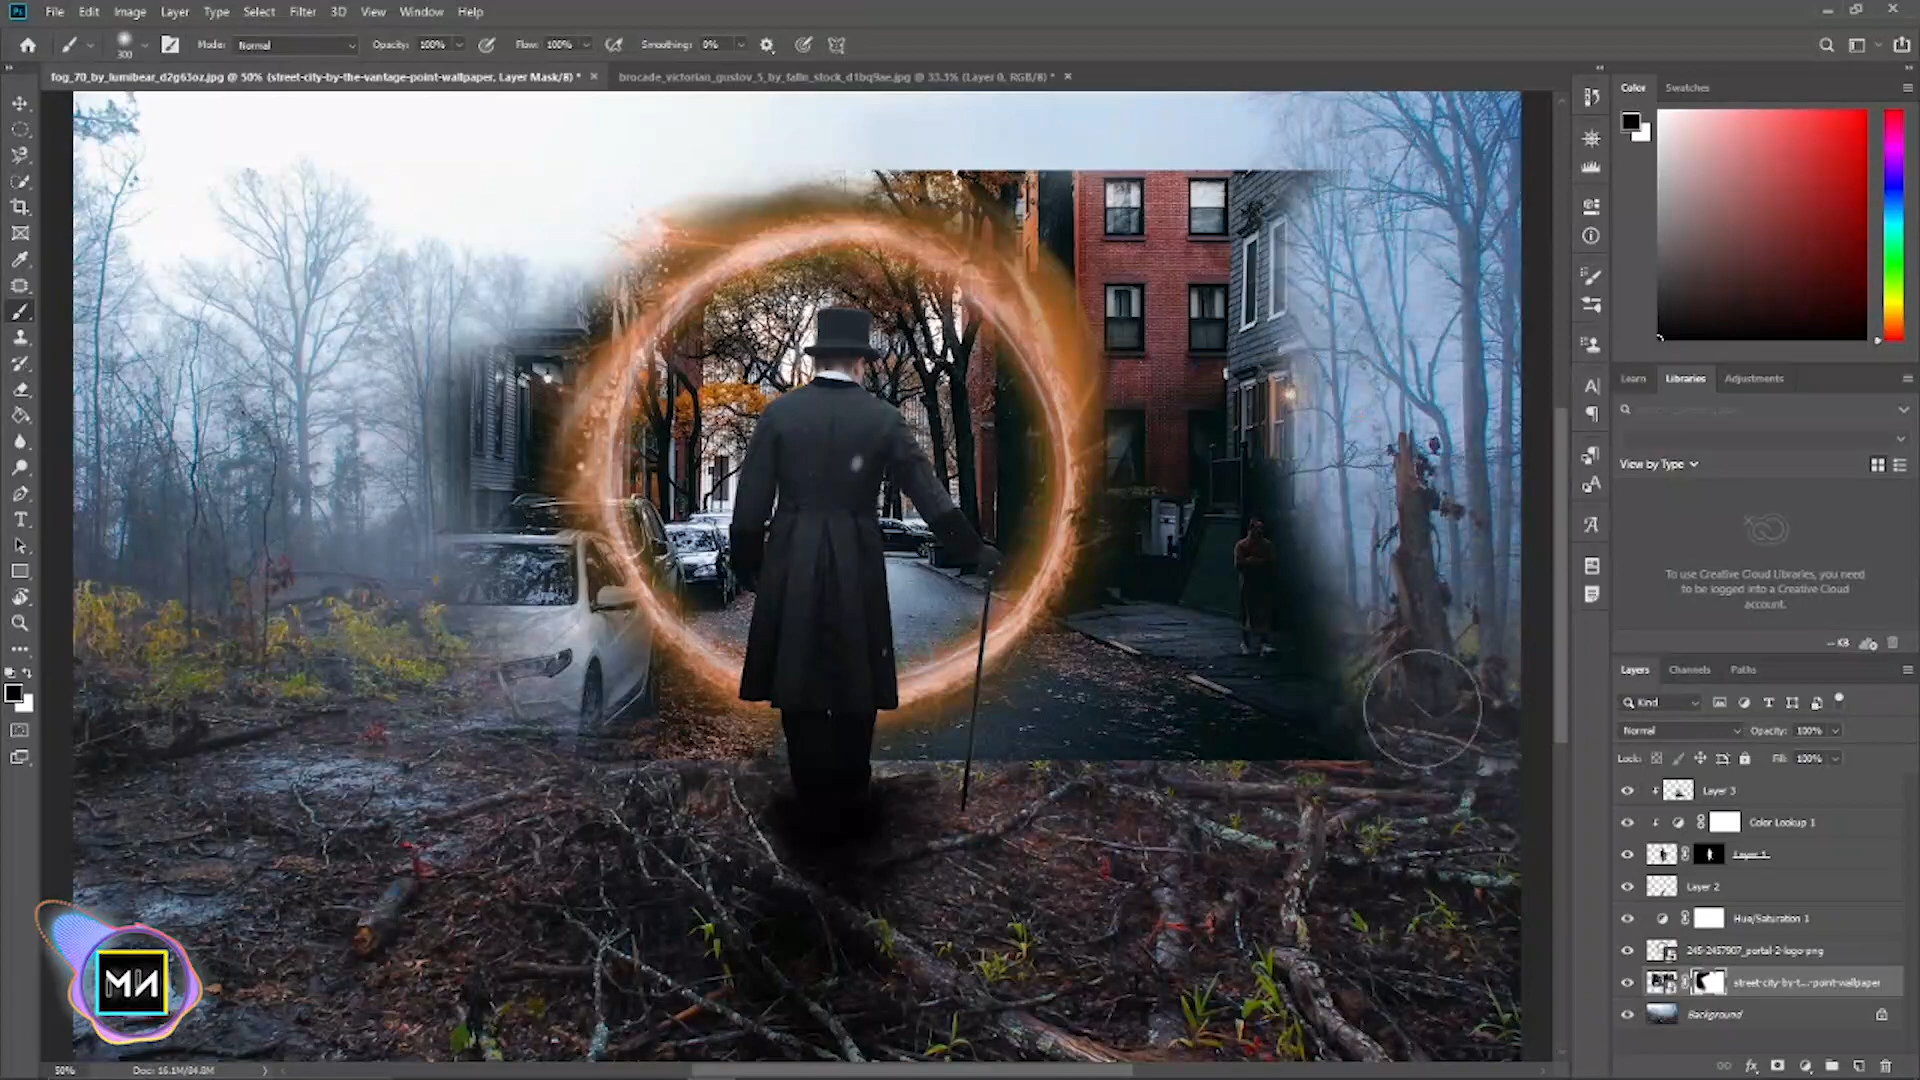 Ps File Edit Image Layer Type Select Filter 3D View Window Help
300 Mode: Normal Opacity: 100% Flow: 100% Smoothing: 0%
fog_70_by_lumibear_d2g63oz.jpg @ 50% (street-city-by-the-vantage-point-wallpaper, Layer Mask/8) * ×
brocade_victorian_gustov_5_by_falln_stock_d1bq9ae.jpg @ 33.3% (Layer 0, RGB/8) * ×
Color Swatches
Learn Libraries Adjustments
View by Type
To use Creative Cloud Libraries, you need
to be logged into a Creative Cloud
account.
-- KB
Layers Channels Paths
Kind
Normal Opacity: 100%
Lock: Fill: 100%
Layer 3
Color Lookup 1
Layer 1
Layer 2
Hue/Saturation 1
245-2457907_portal-2-logo-png
street-city-by-t...-point-wallpaper
Background
fx
50% Doc: 16.1M/84.8M